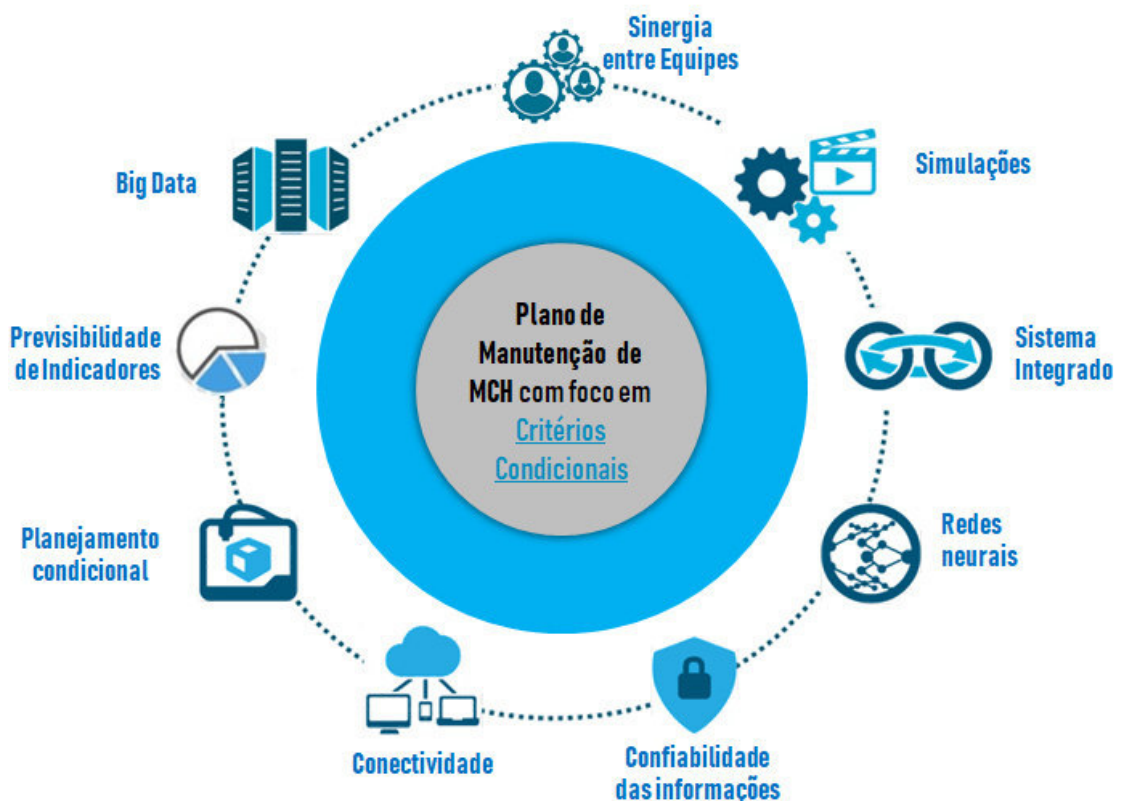 Sinergia
entre Equipes
Simulações
Big Data
Previsibilidade
de Indicadores
Plano de
Manutenção de
MCH com foco em
Critérios
Condicionais
Sistema
Integrado
Planejamento
condicional
Redes
neurais
Conectividade
Confiabilidade
das informações